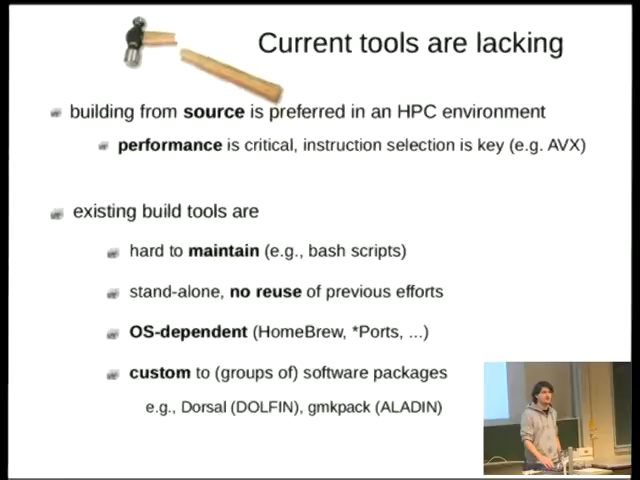 Current tools are lacking
building from source is preferred in an HPC environment
performance is critical, instruction selection is key (e.g. AVX)
existing build tools are
hard to maintain (e.g., bash scripts)
stand-alone, no reuse of previous efforts
OS-dependent (HomeBrew, *Ports, ...)
custom to (groups of) software packages
e.g., Dorsal (DOLFIN), gmkpack (ALADIN)